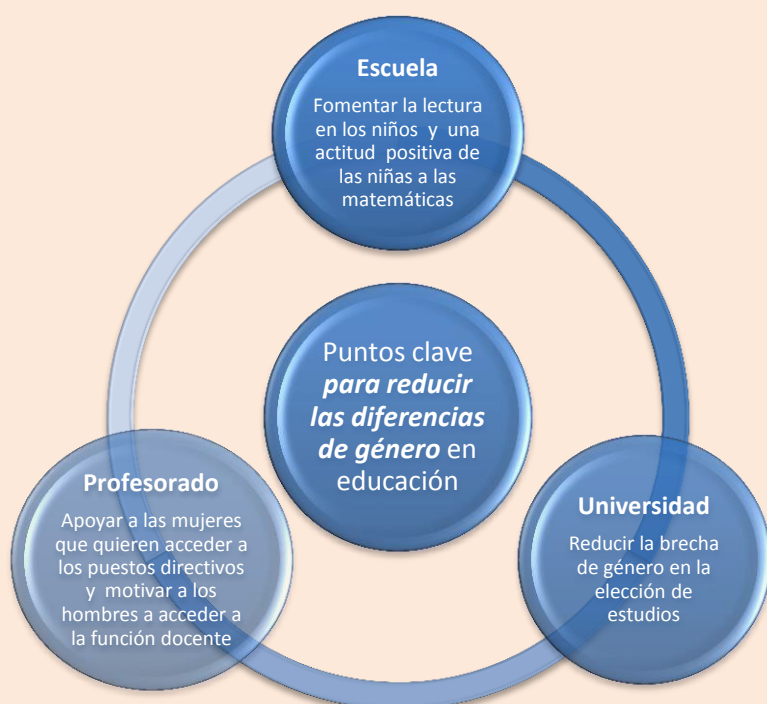 Escuela
Fomentar la lectura
en los niños y una
actitud positiva de
las niñas a las
matemáticas
Puntos clave
para reducir
las diferencias
de género en
educación
Profesorado
Apoyar a las mujeres
que quieren acceder a
los puestos directivos
y motivar a los
hombres a acceder a
la función docente
Universidad
Reducir la brecha
de género en la
elección de
estudios